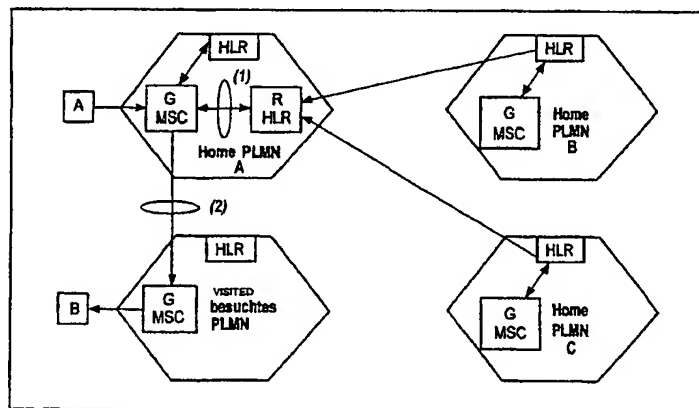 HLR
(1)
A
G
MSC
R
HLR
Home PLMN
A
HLR
G
MSC
Home
PLMN
B
(2)
HLR
G
MSC
VISITED
besuchtes
PLMN
B
HLR
G
MSC
Home
PLMN
C